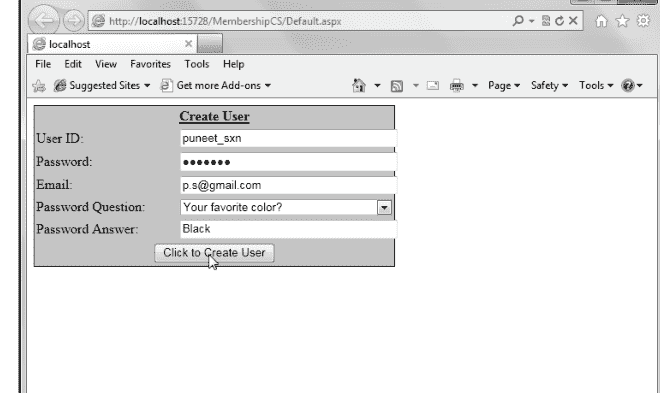 http://localhost:15728/MembershipCS/Default.aspx
localhost
File Edit View Favorites Tools Help
Suggested Sites Get more Add-ons Page Safety Tools
Create User
User ID: puneet_sxn
Password: ●●●●●●●
Email: p.s@gmail.com
Password Question: Your favorite color?
Password Answer: Black
Click to Create User